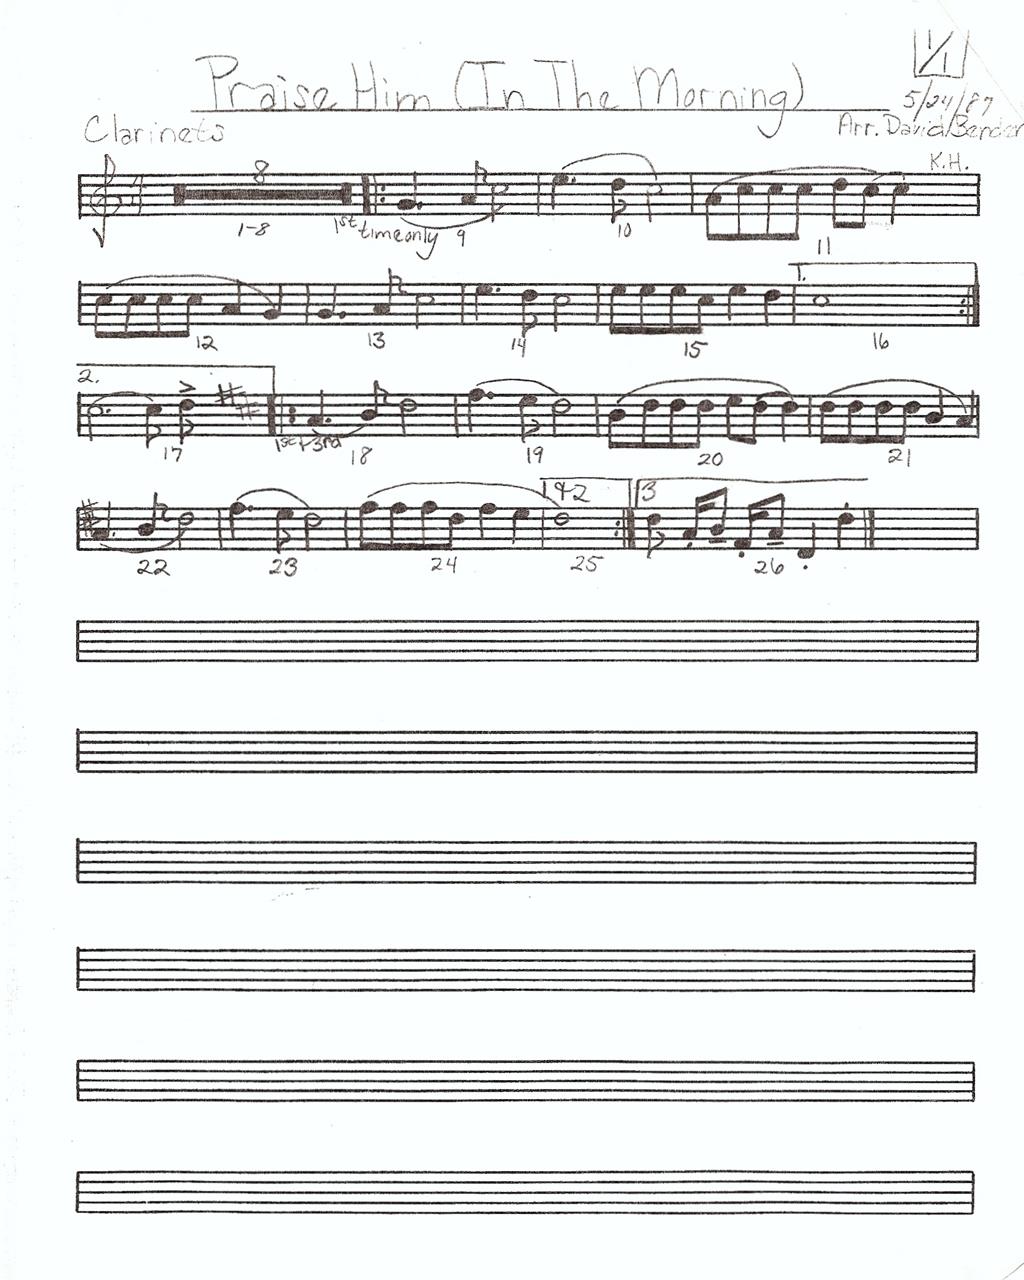 1/1
Praise Him (In The Morning)
5/24/87
Clarinets
Arr. David Bender
K.H.
8
1-8 1st time only 9 10 11
1.
12 13 14 15 16
2.
17 1st & 3rd 18 19 20 21
1.&2 3
22 23 24 25 26